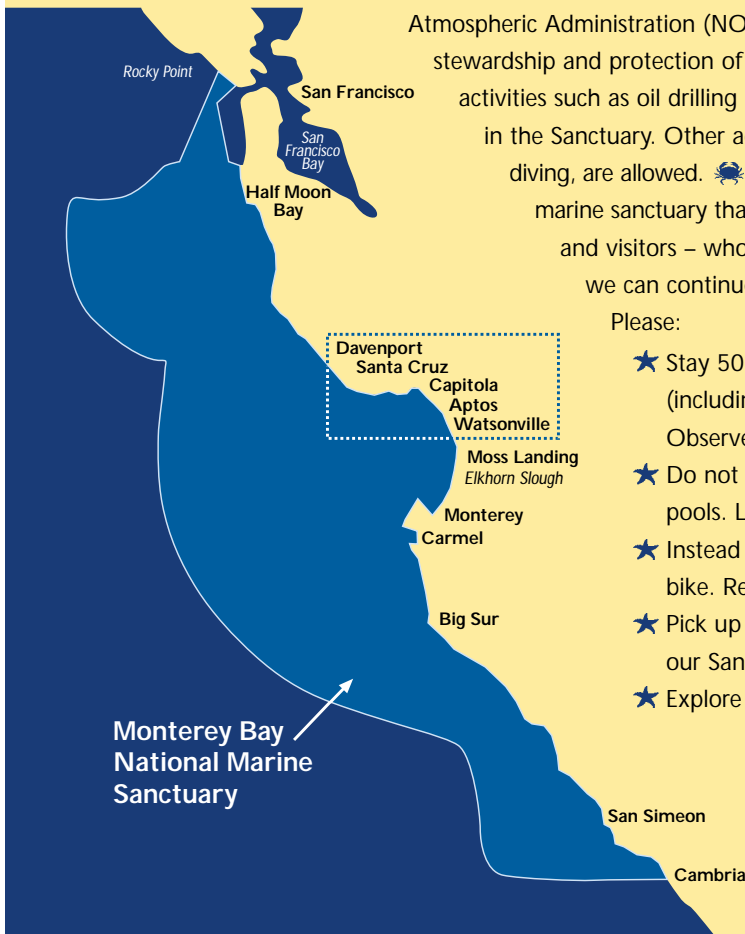 Atmospheric Administration (NO
stewardship and protection of
activities such as oil drilling
in the Sanctuary. Other a
diving, are allowed.
marine sanctuary tha
and visitors – who
we can continue
Please:
Stay 50
(includin
Observe
Do not
pools. L
Instead
bike. Re
Pick up
our San
Explore
Rocky Point
San Francisco
San
Francisco
Bay
Half Moon
Bay
Davenport
Santa Cruz
Capitola
Aptos
Watsonville
Moss Landing
Elkhorn Slough
Monterey
Carmel
Big Sur
Monterey Bay
National Marine
Sanctuary
San Simeon
Cambria